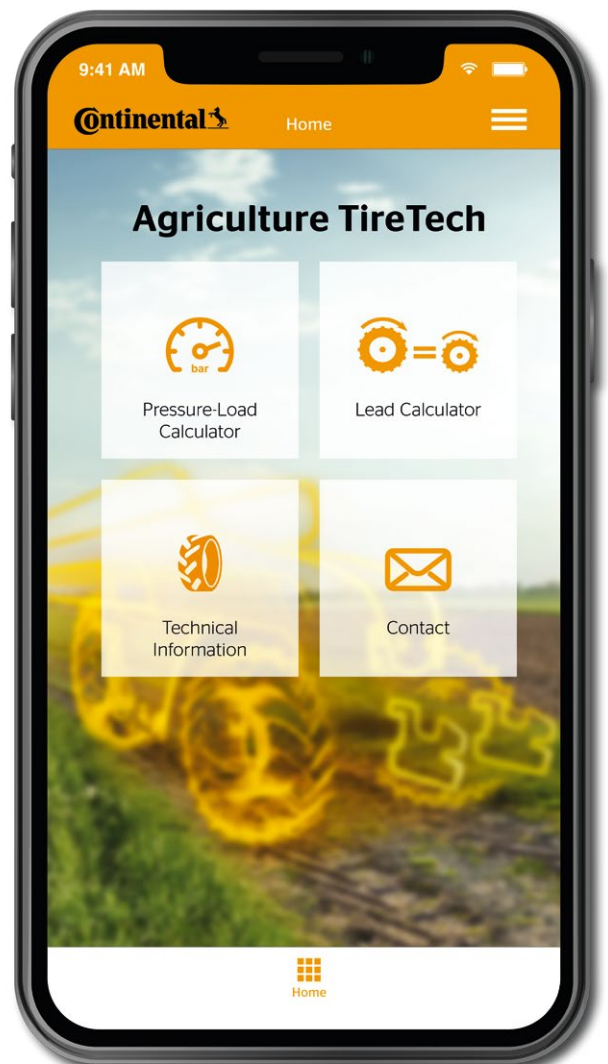 9:41 AM
Continental
Home
Agriculture TireTech
bar
Pressure-Load
Calculator
Lead Calculator
Technical
Information
Contact
Home